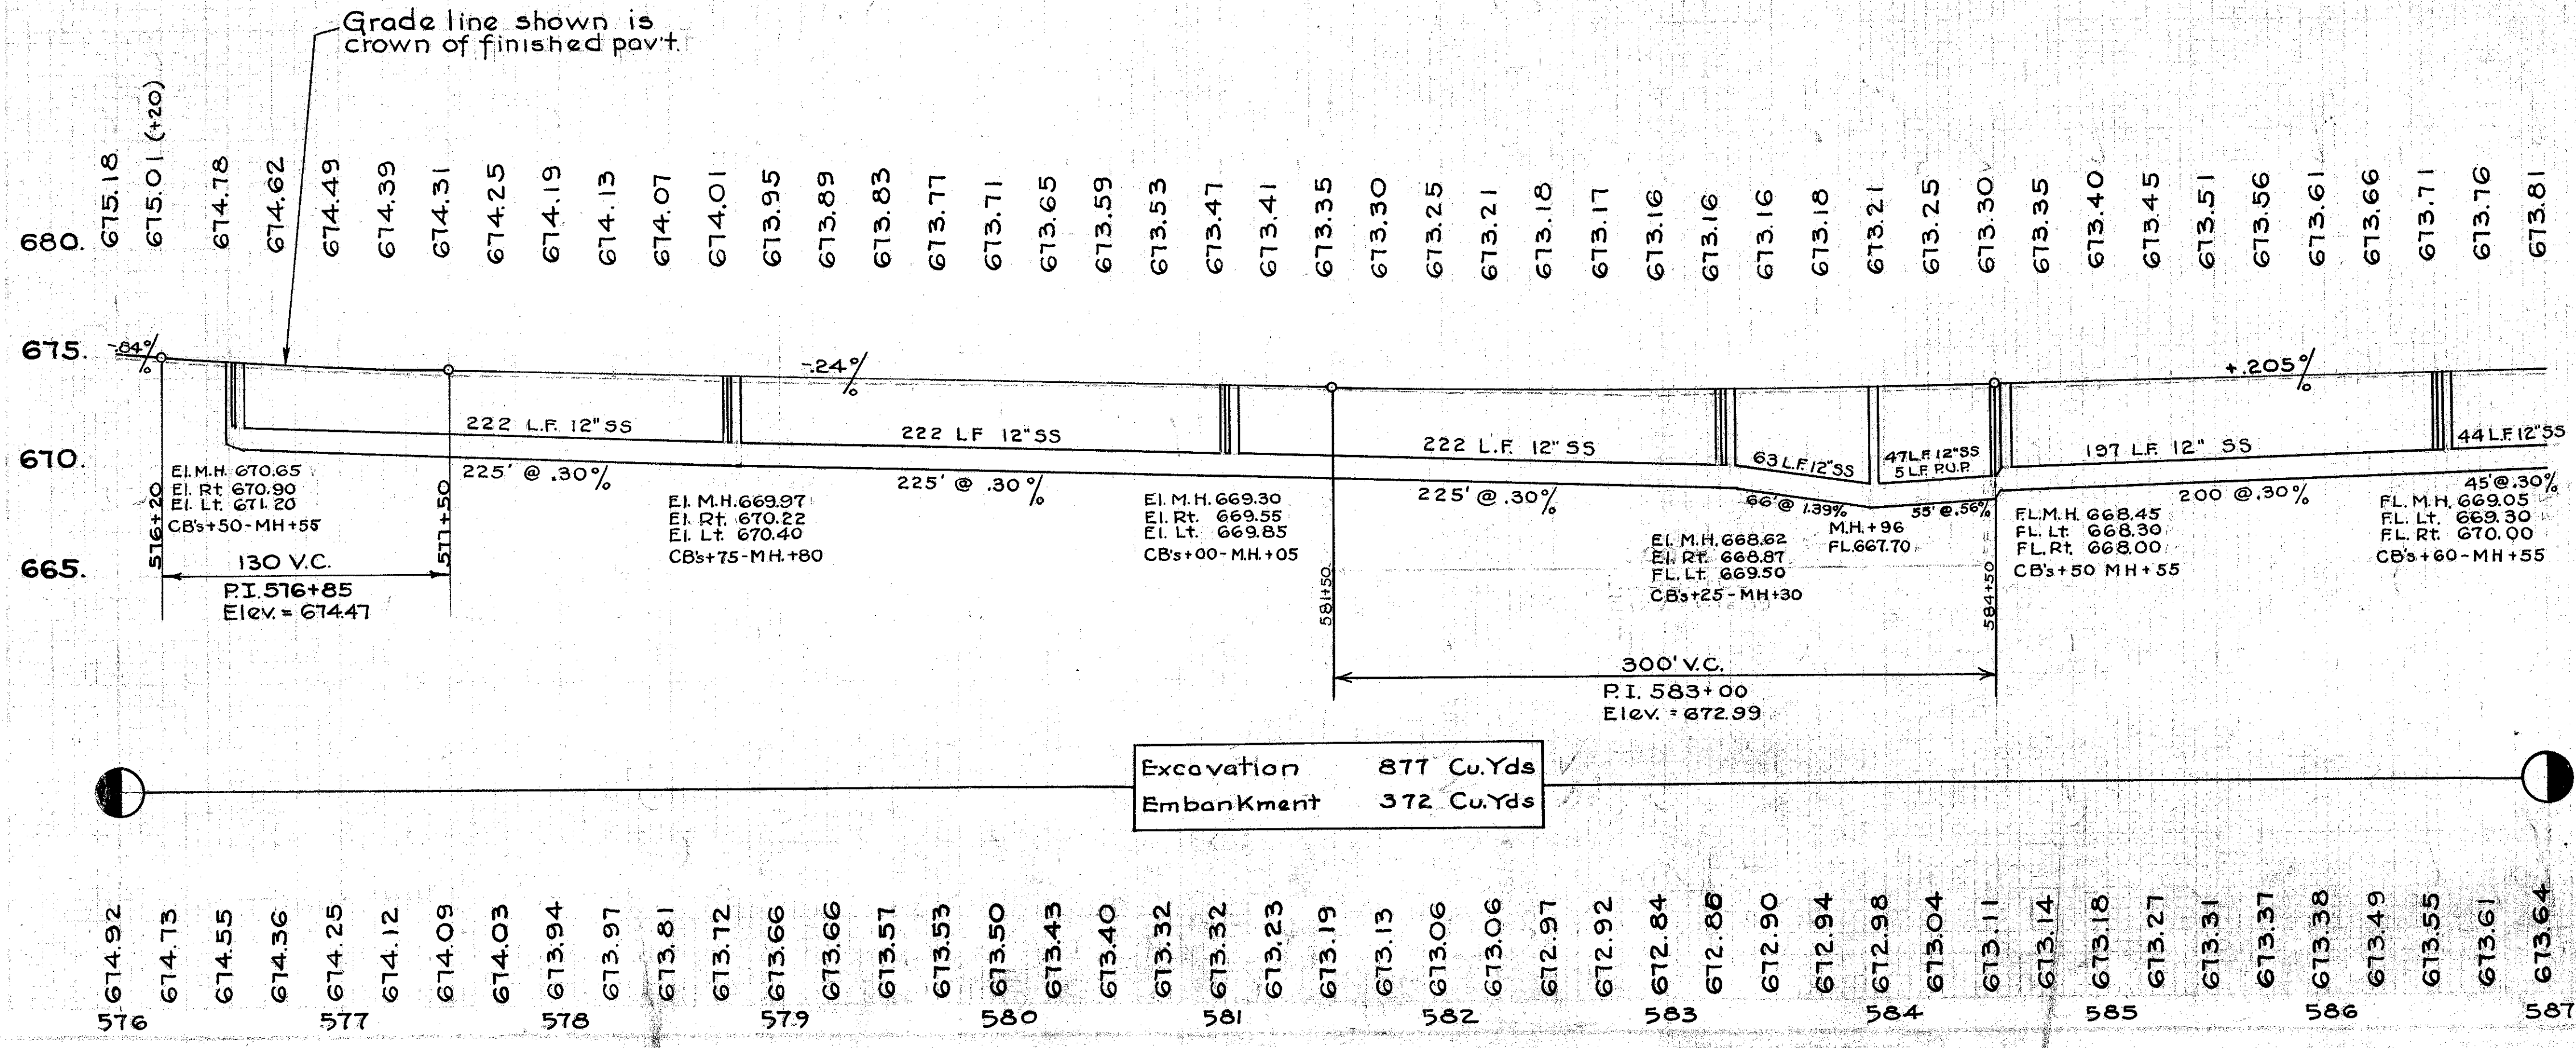 Grade line shown is
crown of finished pav't.
675.18
675.01 (+20)
674.78
674.62
674.49
674.39
674.31
674.25
674.19
674.13
674.07
674.01
673.95
673.89
673.83
673.77
673.71
673.65
673.59
673.53
673.47
673.41
673.35
673.30
673.25
673.21
673.18
673.17
673.16
673.16
673.16
673.18
673.21
673.25
673.30
673.35
673.40
673.45
673.51
673.56
673.61
673.66
673.71
673.76
673.81
680.
675.
670.
665.
-.84%
-.24%
+.205%
222 L.F. 12" SS
222 LF 12" SS
222 L.F. 12" SS
63 L.F. 12" SS
47 L.F. 12" SS
5 L.F. P.U.P.
197 L.F. 12" SS
44 L.F. 12" SS
225' @ .30%
225' @ .30%
225' @ .30%
66' @ 1.39%
55' @ .56%
200 @ .30%
45' @ .30%
El. M.H. 670.65
El. Rt. 670.90
El. Lt. 671.20
CB's+50-MH+55
El. M.H. 669.97
El. Rt. 670.22
El. Lt. 670.40
CB's+75-MH.+80
El. M.H. 669.30
El. Rt. 669.55
El. Lt. 669.85
CB's+00-M.H.+05
El. M.H. 668.62
El. Rt. 668.87
FL. Lt. 669.50
CB's+25-MH+30
M.H.+96
FL.667.70
FL.M.H. 668.45
FL. Lt. 668.30
FL. Rt. 668.00
CB's+50 MH+55
FL. M.H. 669.05
FL. Lt. 669.30
FL. Rt. 670.00
CB's+60-MH+55
576+20
577+50
581+50
584+50
130 V.C.
P.I. 576+85
Elev. = 674.47
300' V.C.
P.I. 583+00
Elev. = 672.99
Excavation 877 Cu.Yds
Embankment 372 Cu.Yds
674.92
674.73
674.55
674.36
674.25
674.12
674.09
674.03
673.94
673.97
673.81
673.72
673.66
673.66
673.57
673.53
673.50
673.43
673.40
673.32
673.32
673.23
673.19
673.13
673.06
673.06
672.97
672.92
672.84
672.86
672.90
672.94
672.98
673.04
673.11
673.14
673.18
673.27
673.31
673.37
673.38
673.49
673.55
673.61
673.64
576 577 578 579 580 581 582 583 584 585 586 587